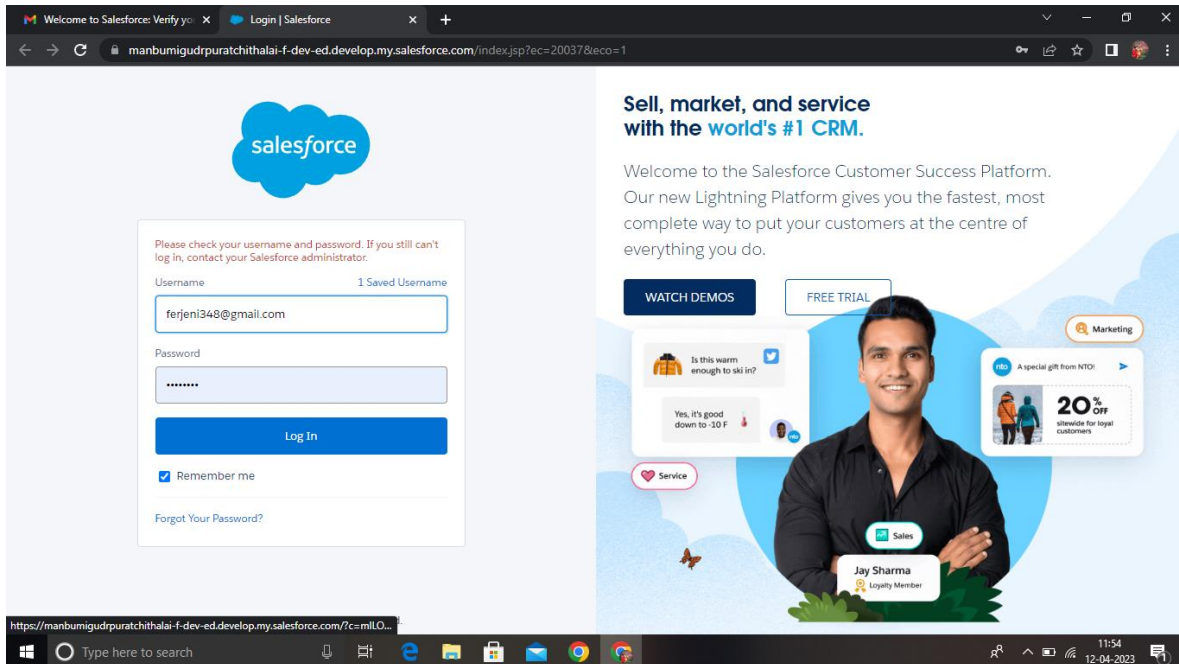 Welcome to Salesforce: Verify yo
Login | Salesforce
manbumigudrpuratchithalai-f-dev-ed.develop.my.salesforce.com/index.jsp?ec=20037&eco=1
salesforce
Please check your username and password. If you still can't
log in, contact your Salesforce administrator.
Username
1 Saved Username
ferjeni348@gmail.com
Password
Log In
Remember me
Forgot Your Password?
Sell, market, and service
with the world's #1 CRM.
Welcome to the Salesforce Customer Success Platform.
Our new Lightning Platform gives you the fastest, most
complete way to put your customers at the centre of
everything you do.
WATCH DEMOS
FREE TRIAL
Marketing
Is this warm
enough to ski in?
Yes, it's good
down to -10 F
nto
Service
nto
A special gift from NTO!
20% OFF
sitewide for loyal
customers
Sales
Jay Sharma
Loyalty Member
https://manbumigudrpuratchithalai-f-dev-ed.develop.my.salesforce.com/?c=mlLO...
Type here to search
11:54
12-04-2023